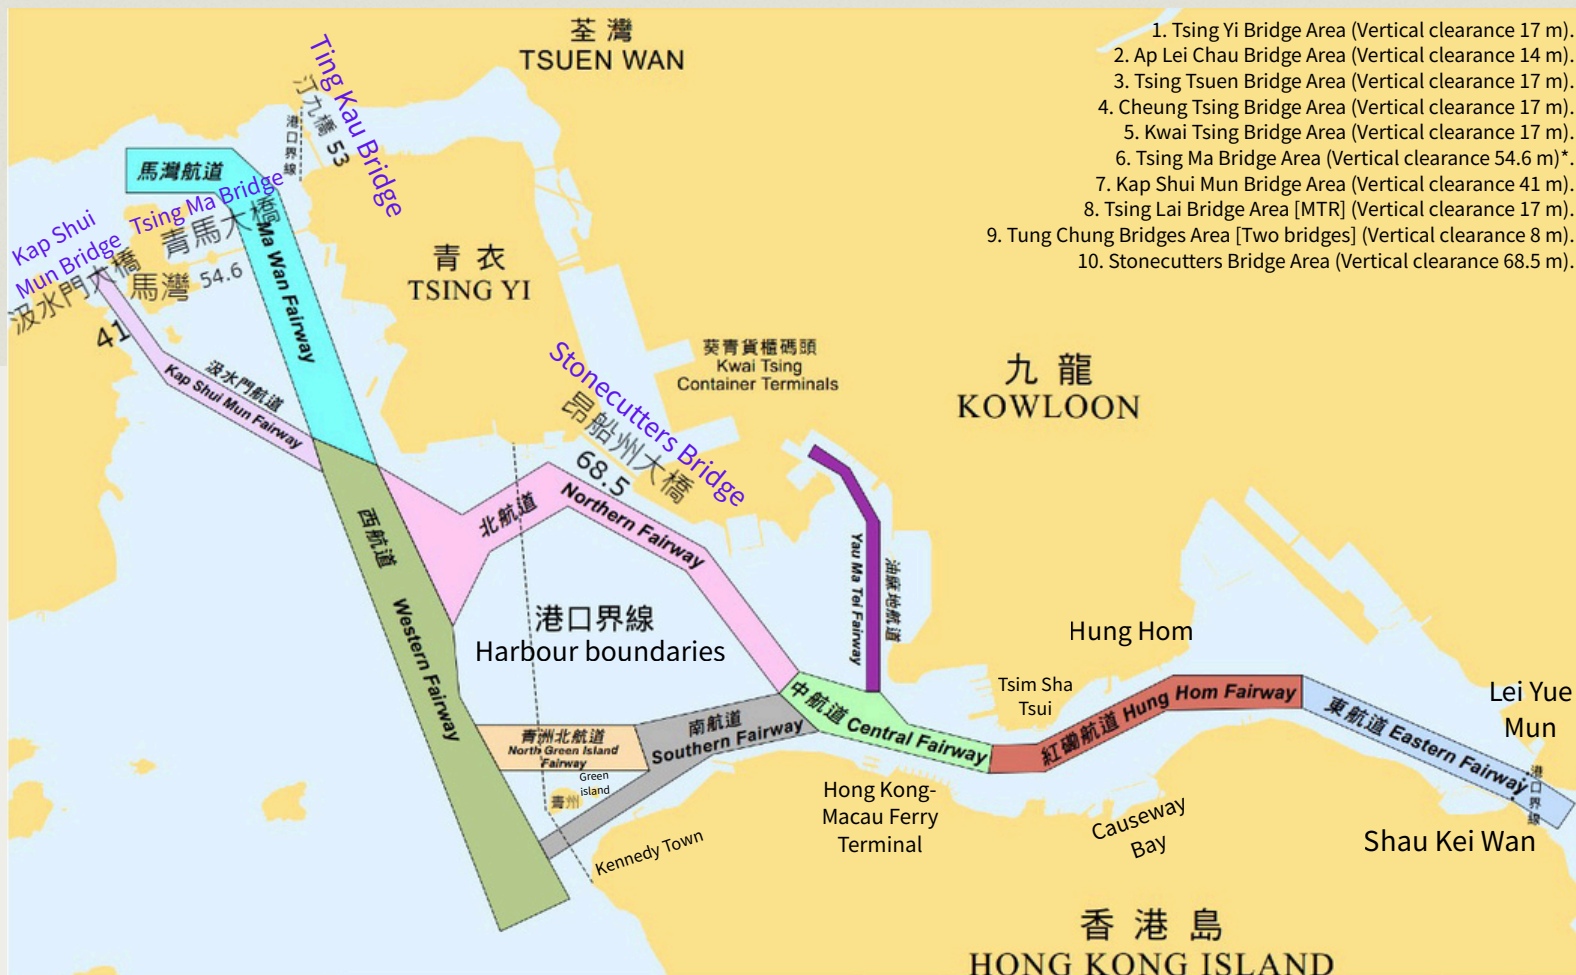 荃灣
TSUEN WAN
1. Tsing Yi Bridge Area (Vertical clearance 17 m).
2. Ap Lei Chau Bridge Area (Vertical clearance 14 m).
3. Tsing Tsuen Bridge Area (Vertical clearance 17 m).
4. Cheung Tsing Bridge Area (Vertical clearance 17 m).
5. Kwai Tsing Bridge Area (Vertical clearance 17 m).
6. Tsing Ma Bridge Area (Vertical clearance 54.6 m)*.
7. Kap Shui Mun Bridge Area (Vertical clearance 41 m).
8. Tsing Lai Bridge Area [MTR] (Vertical clearance 17 m).
9. Tung Chung Bridges Area [Two bridges] (Vertical clearance 8 m).
10. Stonecutters Bridge Area (Vertical clearance 68.5 m).
Ting Kau Bridge
汀九橋 53
港口界線
馬灣航道
Ma Wan Fairway
Tsing Ma Bridge
青馬大橋
馬灣 54.6
Kap Shui
Mun Bridge
汲水門大橋
41
汲水門航道
Kap Shui Mun Fairway
青衣
TSING YI
葵青貨櫃碼頭
Kwai Tsing
Container Terminals
九龍
KOWLOON
Stonecutters Bridge
昂船州大橋
68.5
北航道
Northern Fairway
西航道
Western Fairway
港口界線
Harbour boundaries
Yau Ma Tei Fairway
油麻地航道
Hung Hom
Tsim Sha
Tsui
Lei Yue
Mun
青洲北航道
North Green Island
Fairway
Green
island
青州
南航道
Southern Fairway
中航道 Central Fairway
紅磡航道 Hung Hom Fairway
東航道 Eastern Fairway
港口界線
Kennedy Town
Hong Kong-
Macau Ferry
Terminal
Causeway
Bay
Shau Kei Wan
香港島
HONG KONG ISLAND